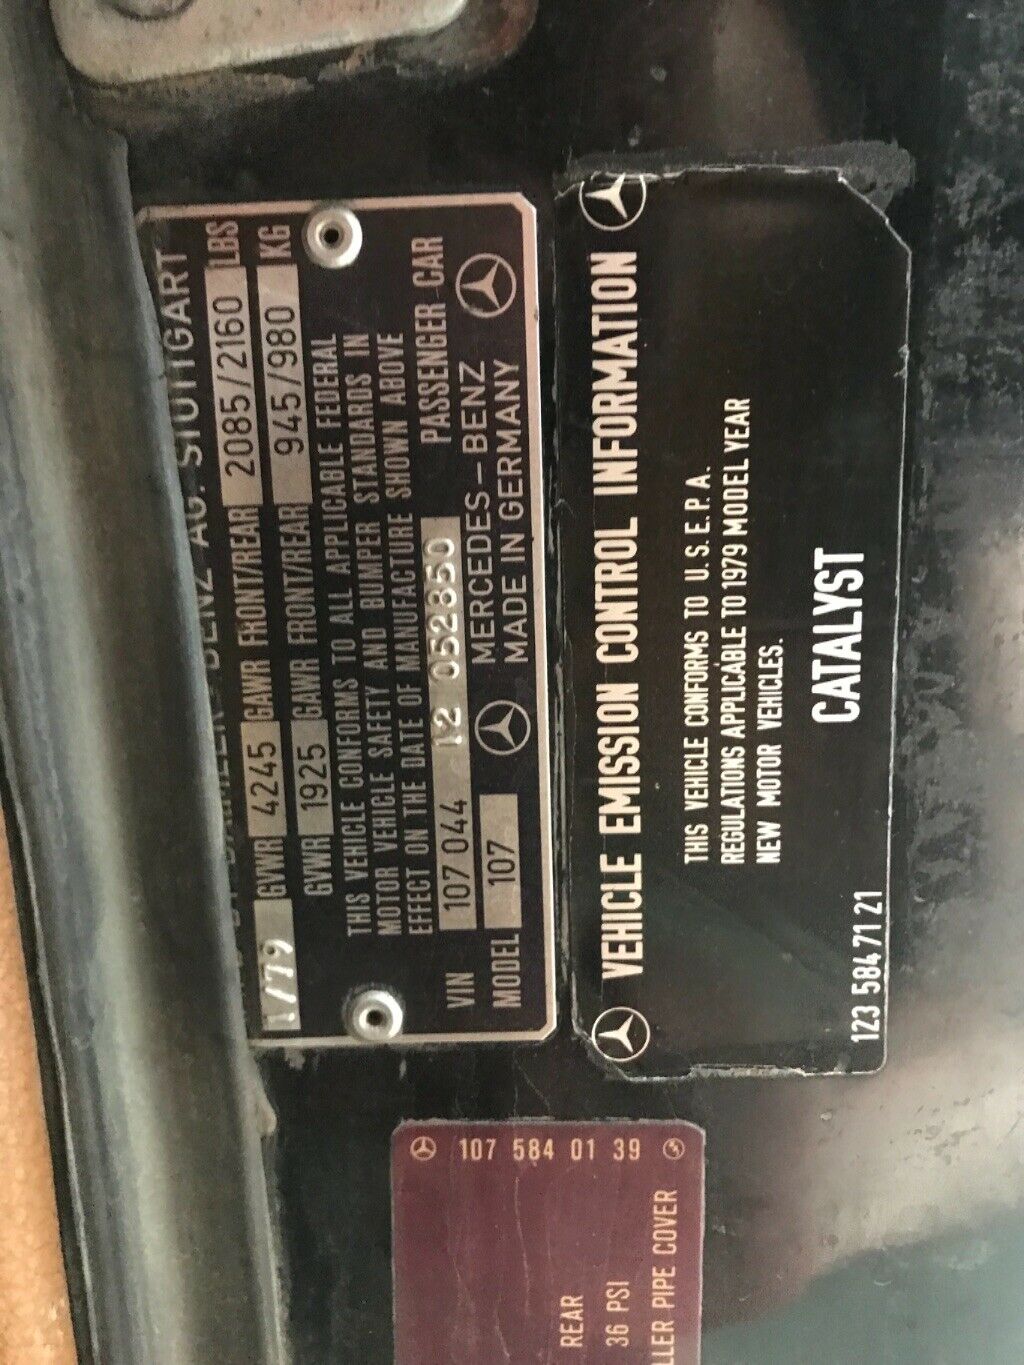 DAIMLER-BENZ AG. STUTTGART
1/79 GVWR 4245 GAWR FRONT/REAR 2085/2160 LBS
GVWR 1925 GAWR FRONT/REAR 945/980 KG
THIS VEHICLE CONFORMS TO ALL APPLICABLE FEDERAL
MOTOR VEHICLE SAFETY AND BUMPER STANDARDS IN
EFFECT ON THE DATE OF MANUFACTURE SHOWN ABOVE
VIN 107 044 12 052350 PASSENGER CAR
MODEL 107 MERCEDES-BENZ
MADE IN GERMANY
VEHICLE EMISSION CONTROL INFORMATION
THIS VEHICLE CONFORMS TO U. S. E. P. A.
REGULATIONS APPLICABLE TO 1979 MODEL YEAR
NEW MOTOR VEHICLES.
CATALYST
123 584 71 21
107 584 01 39
REAR
36 PSI
PIPE COVER